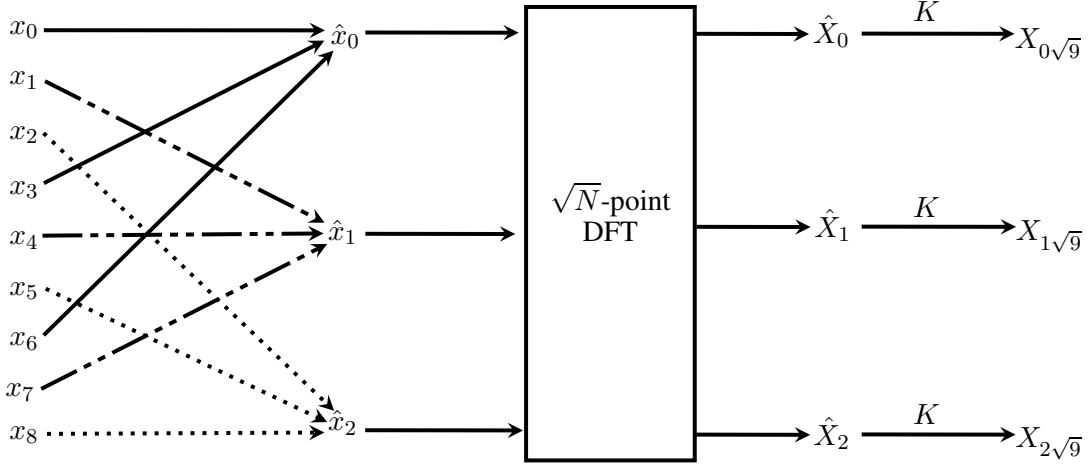 x₀
x₁
x₂
x₃
x₄
x₅
x₆
x₇
x₈
x̂₀
x̂₁
x̂₂
√N-point
DFT
X̂₀
X̂₁
X̂₂
K
K
K
X₀√9
X₁√9
X₂√9